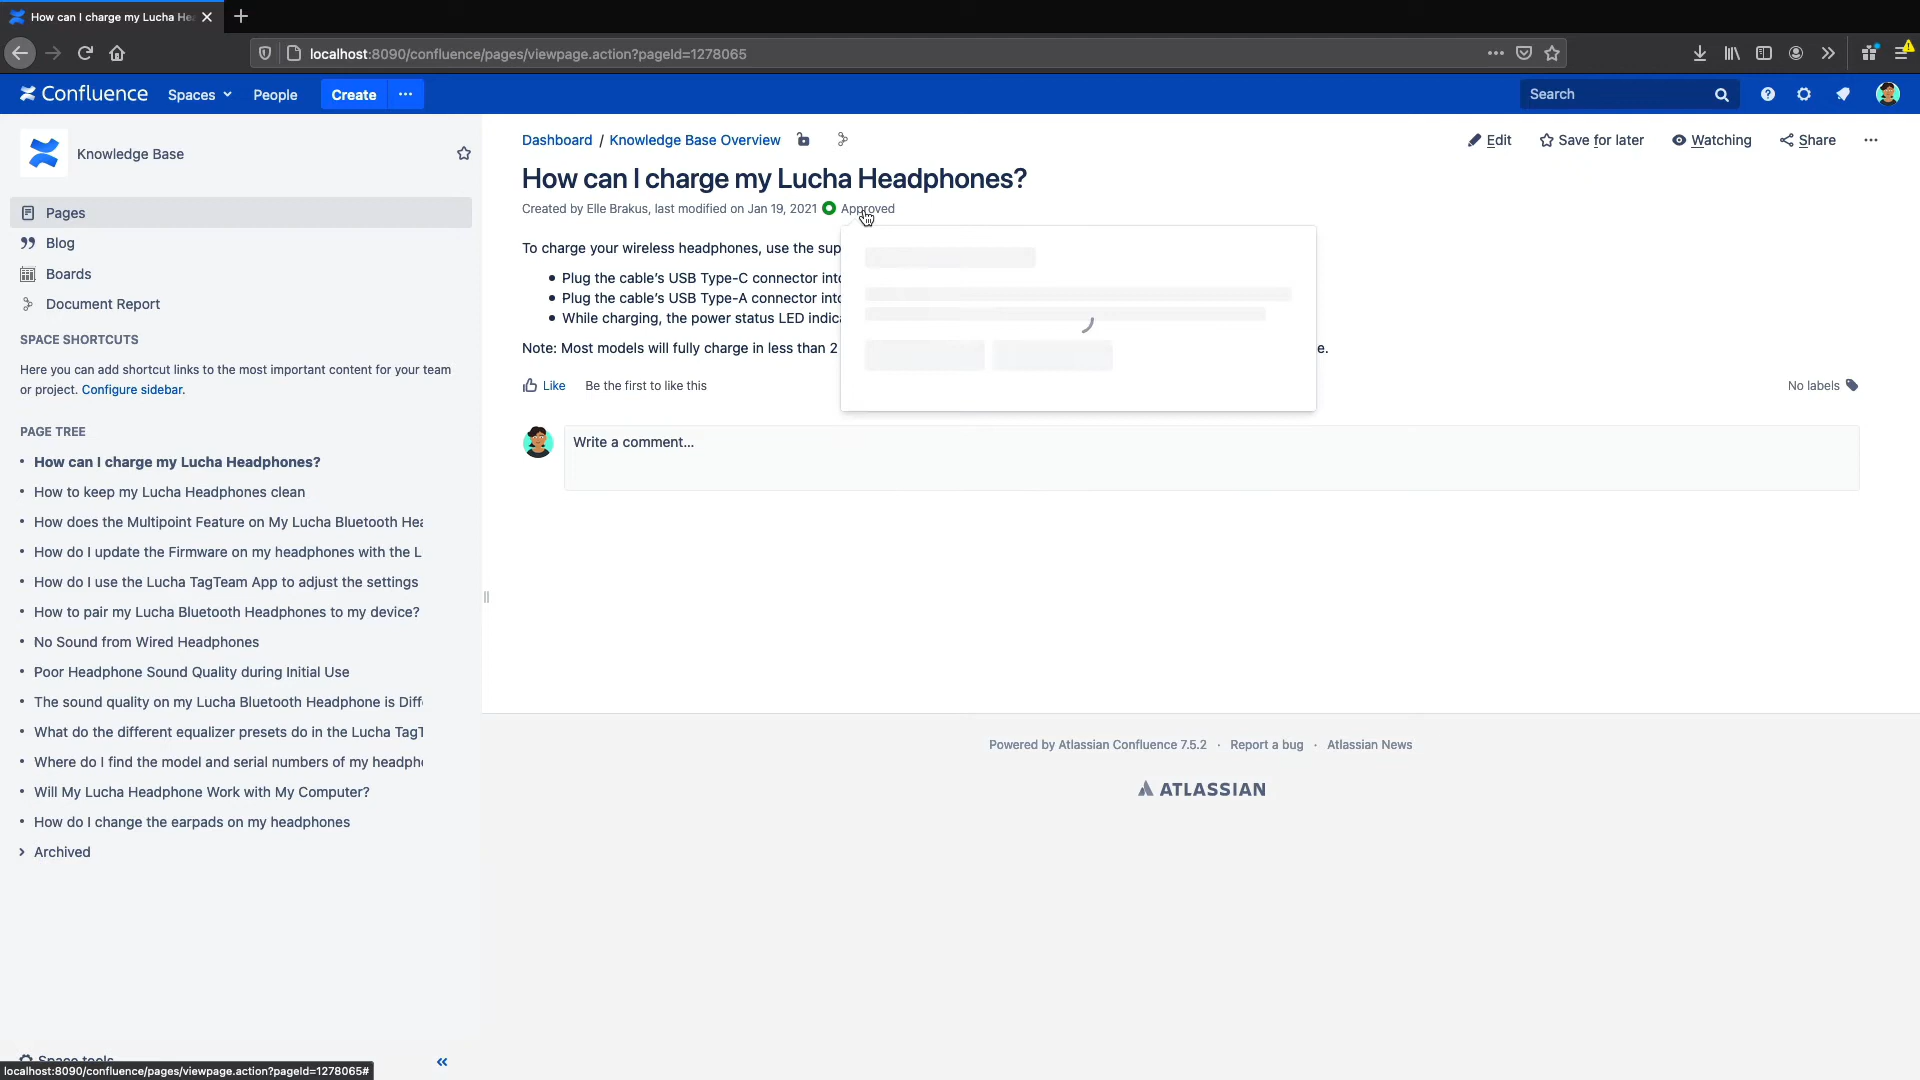 How can I charge my Lucha He
localhost:8090/confluence/pages/viewpage.action?pageId=1278065
Confluence
Spaces
People
Create
Search
Knowledge Base
Pages
Blog
Boards
Document Report
SPACE SHORTCUTS
Here you can add shortcut links to the most important content for your team
or project. Configure sidebar.
PAGE TREE
How can I charge my Lucha Headphones?
How to keep my Lucha Headphones clean
How does the Multipoint Feature on My Lucha Bluetooth Hea
How do I update the Firmware on my headphones with the L
How do I use the Lucha TagTeam App to adjust the settings
How to pair my Lucha Bluetooth Headphones to my device?
No Sound from Wired Headphones
Poor Headphone Sound Quality during Initial Use
The sound quality on my Lucha Bluetooth Headphone is Diff
What do the different equalizer presets do in the Lucha TagT
Where do I find the model and serial numbers of my headph
Will My Lucha Headphone Work with My Computer?
How do I change the earpads on my headphones
Archived
Space tools
localhost:8090/confluence/pages/viewpage.action?pageId=1278065#
Dashboard / Knowledge Base Overview
Edit
Save for later
Watching
Share
How can I charge my Lucha Headphones?
Created by Elle Brakus, last modified on Jan 19, 2021 Approved
To charge your wireless headphones, use the sup
Plug the cable's USB Type-C connector into
Plug the cable's USB Type-A connector into
While charging, the power status LED indica
Note: Most models will fully charge in less than 2 e.
Like
Be the first to like this
No labels
Write a comment...
Powered by Atlassian Confluence 7.5.2 · Report a bug · Atlassian News
ATLASSIAN